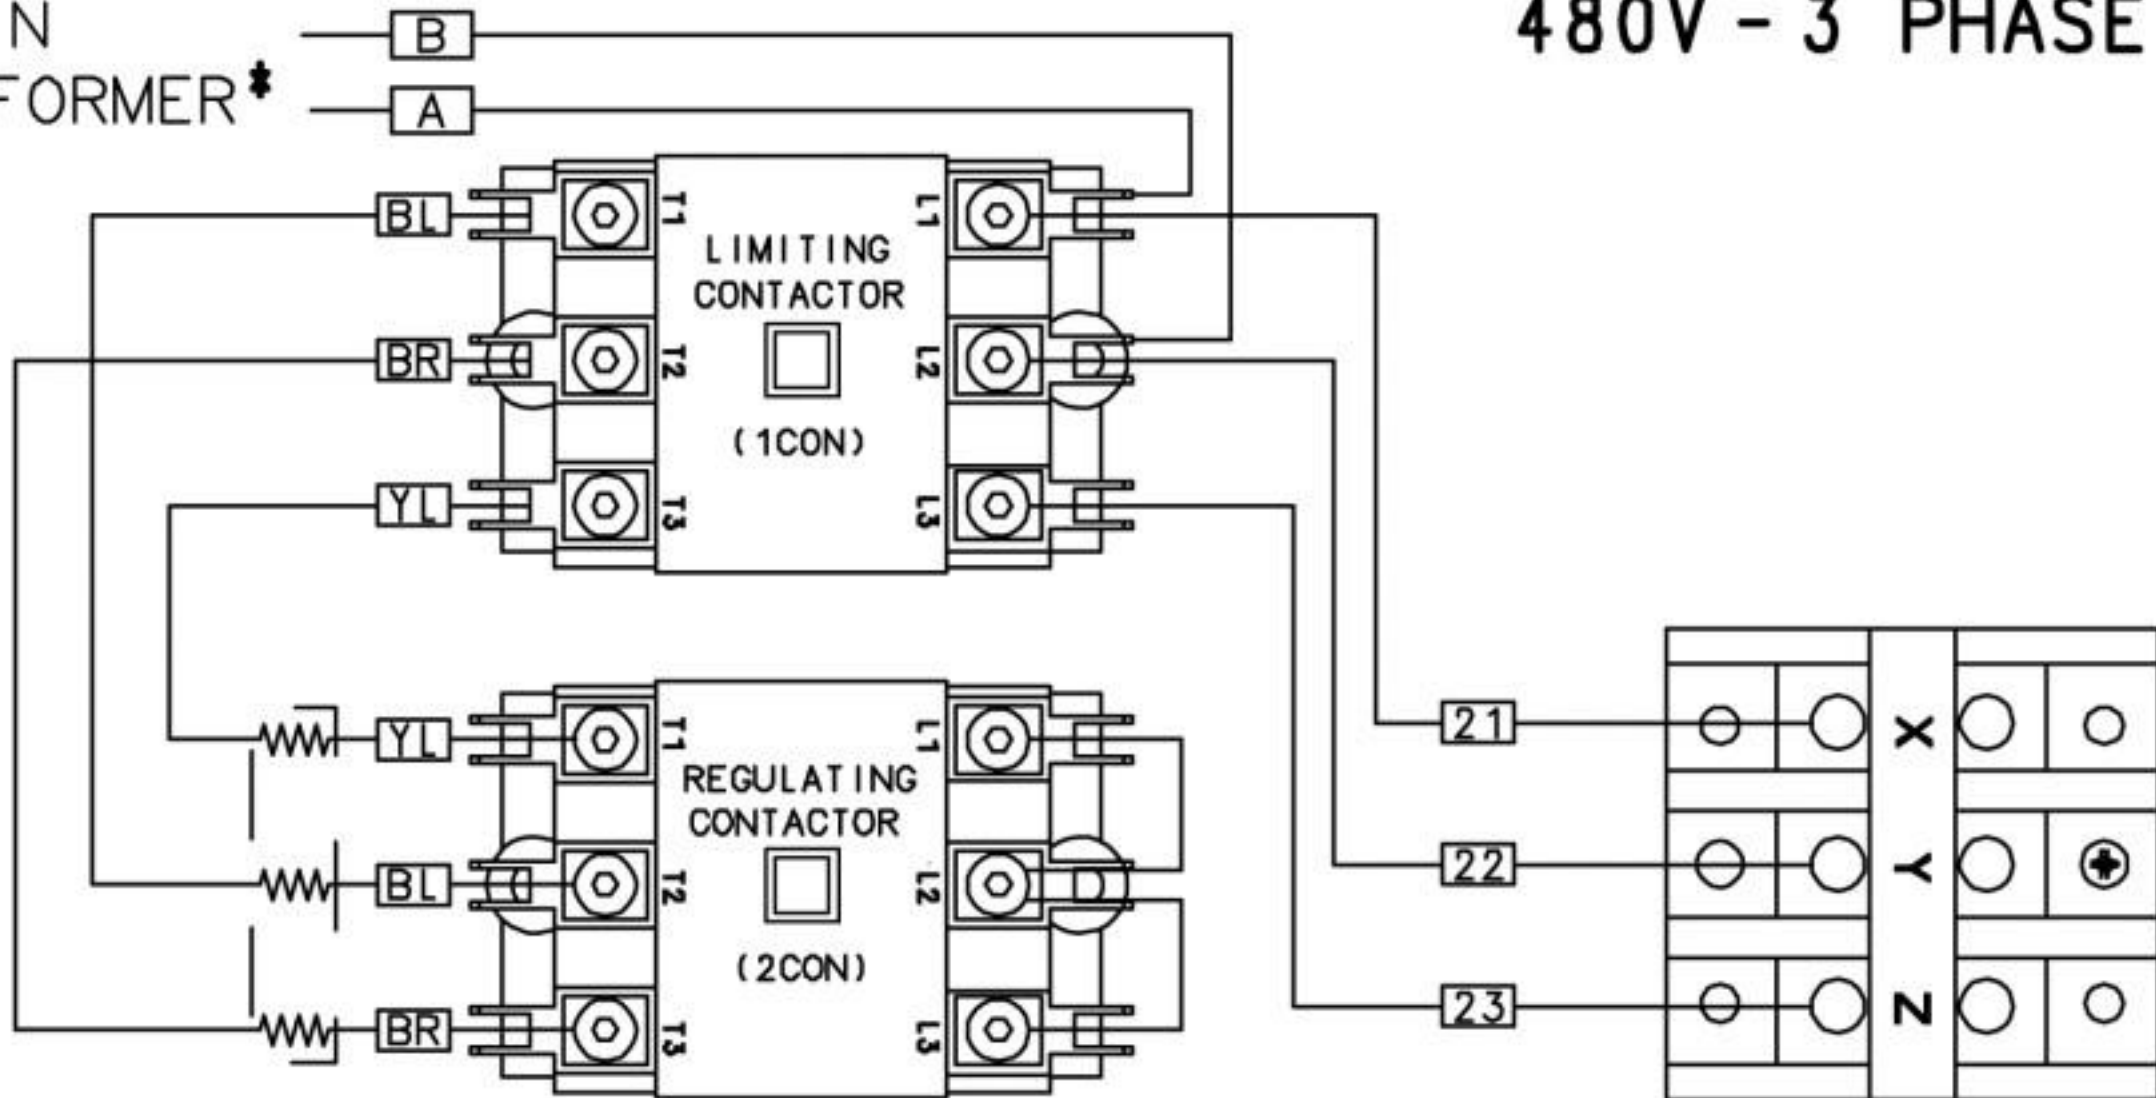 N
FORMER*
B
A
480V - 3 PHASE
BL
T1
L1
LIMITING
CONTACTOR
BR
T2
L2
(1CON)
YL
T3
L3
YL
T1
L1
REGULATING
CONTACTOR
BL
T2
L2
(2CON)
BR
T3
L3
21
X
22
Y
23
Z